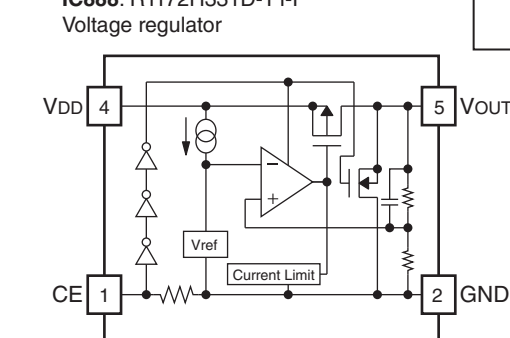 Voltage regulator
VDD 4
5 VOUT
Vref
Current Limit
CE 1
2 GND